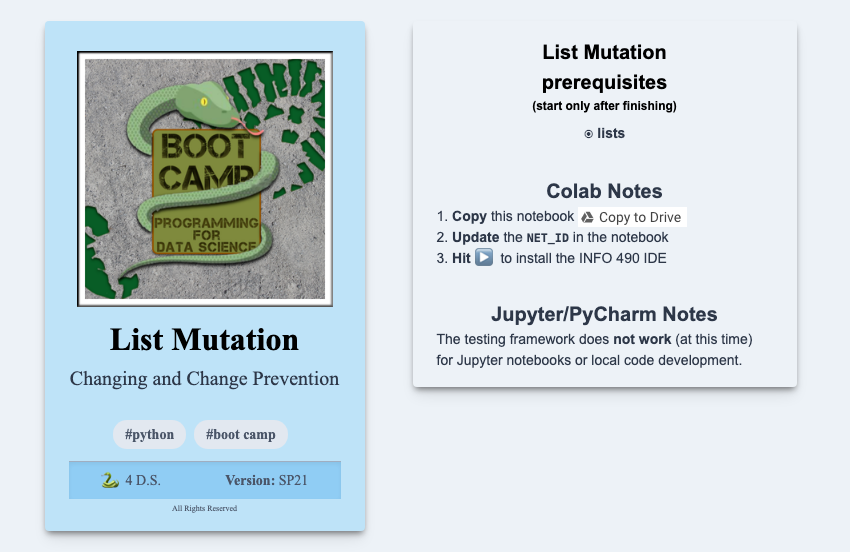 BOOT
CAMP
PROGRAMMING
FOR
DATA SCIENCE
List Mutation
Changing and Change Prevention
#python
#boot camp
4 D.S.
Version: SP21
All Rights Reserved
List Mutation
prerequisites
(start only after finishing)
lists
Colab Notes
1. Copy this notebook Copy to Drive
2. Update the NET_ID in the notebook
3. Hit to install the INFO 490 IDE
Jupyter/PyCharm Notes
The testing framework does not work (at this time)
for Jupyter notebooks or local code development.